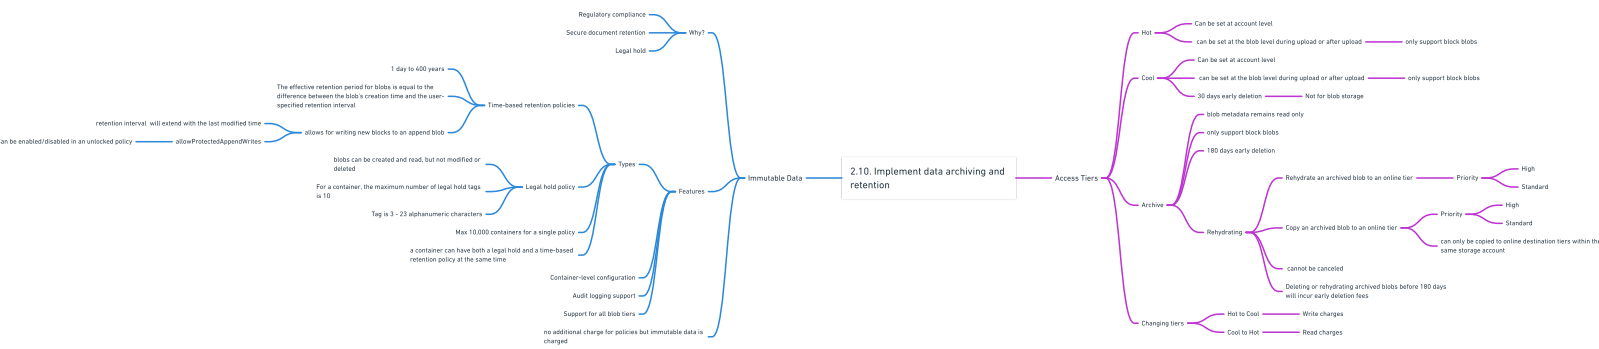 2.10. Implement data archiving and
retention
Immutable Data
Why?
Regulatory compliance
Secure document retention
Legal hold
Features
Types
Time-based retention policies
1 day to 400 years
The effective retention period for blobs is equal to the
difference between the blob's creation time and the user-
specified retention interval
allows for writing new blocks to an append blob
retention interval  will extend with the last modified time
allowProtectedAppendWrites
an be enabled/disabled in an unlocked policy
Legal hold policy
blobs can be created and read, but not modified or
deleted
For a container, the maximum number of legal hold tags
is 10
Tag is 3 - 23 alphanumeric characters
Max 10,000 containers for a single policy
a container can have both a legal hold and a time-based
retention policy at the same time
Container-level configuration
Audit logging support
Support for all blob tiers
no additional charge for policies but immutable data is
charged
Access Tiers
Hot
Can be set at account level
can be set at the blob level during upload or after upload
only support block blobs
Cool
Can be set at account level
can be set at the blob level during upload or after upload
only support block blobs
30 days early deletion
Not for blob storage
Archive
blob metadata remains read only
only support block blobs
180 days early deletion
Rehydrating
Rehydrate an archived blob to an online tier
Priority
High
Standard
Copy an archived blob to an online tier
Priority
High
Standard
can only be copied to online destination tiers within the
same storage account
cannot be canceled
Deleting or rehydrating archived blobs before 180 days
will incur early deletion fees
Changing tiers
Hot to Cool
Write charges
Cool to Hot
Read charges